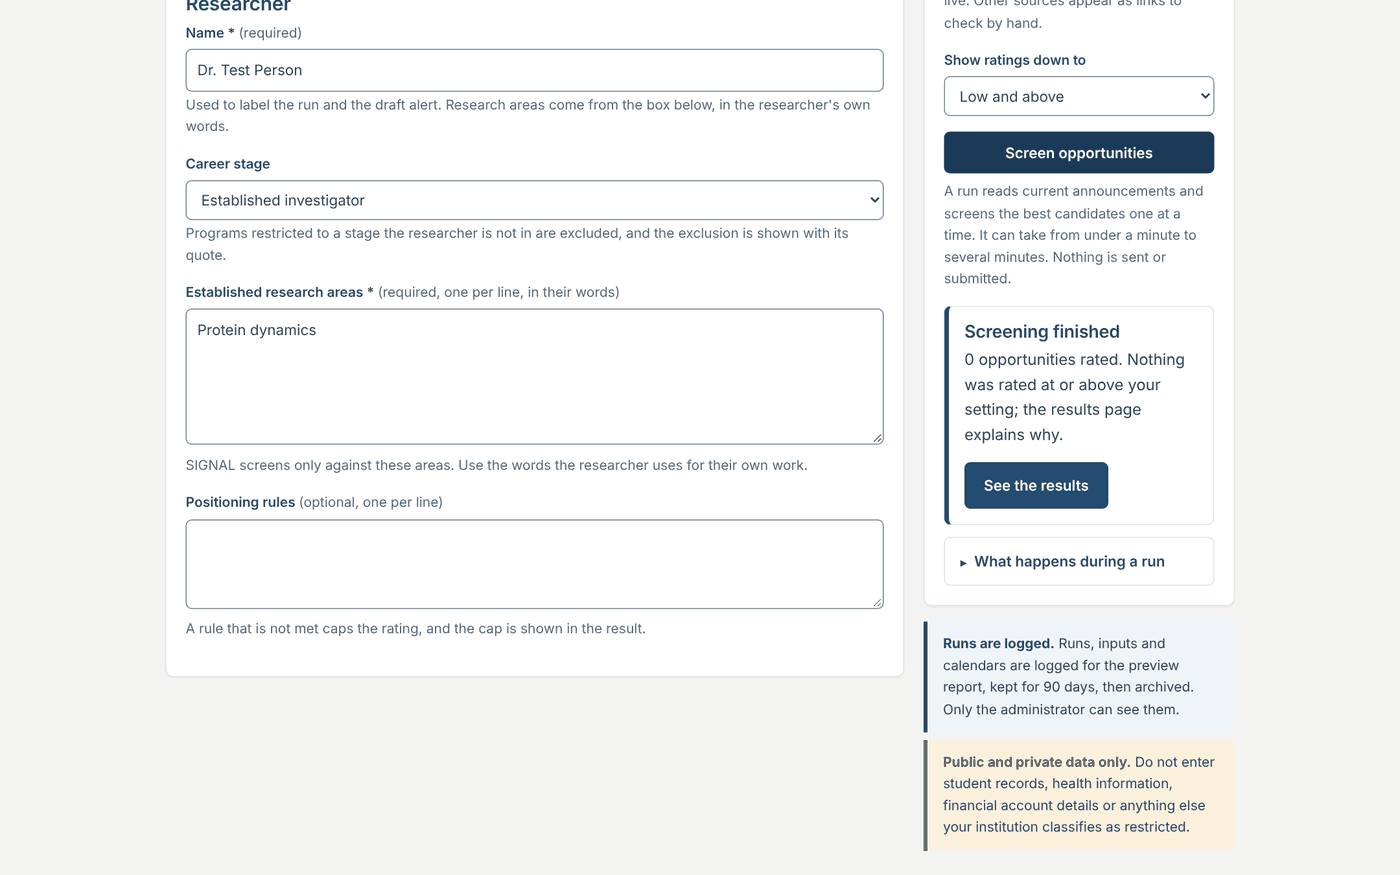 Researcher
Name * (required)
Dr. Test Person
Used to label the run and the draft alert. Research areas come from the box below, in the researcher's own
words.
Career stage
Established investigator
Programs restricted to a stage the researcher is not in are excluded, and the exclusion is shown with its
quote.
Established research areas * (required, one per line, in their words)
Protein dynamics
SIGNAL screens only against these areas. Use the words the researcher uses for their own work.
Positioning rules (optional, one per line)
A rule that is not met caps the rating, and the cap is shown in the result.
live. Other sources appear as links to
check by hand.
Show ratings down to
Low and above
Screen opportunities
A run reads current announcements and
screens the best candidates one at a
time. It can take from under a minute to
several minutes. Nothing is sent or
submitted.
Screening finished
0 opportunities rated. Nothing
was rated at or above your
setting; the results page
explains why.
See the results
▸ What happens during a run
Runs are logged. Runs, inputs and
calendars are logged for the preview
report, kept for 90 days, then archived.
Only the administrator can see them.
Public and private data only. Do not enter
student records, health information,
financial account details or anything else
your institution classifies as restricted.